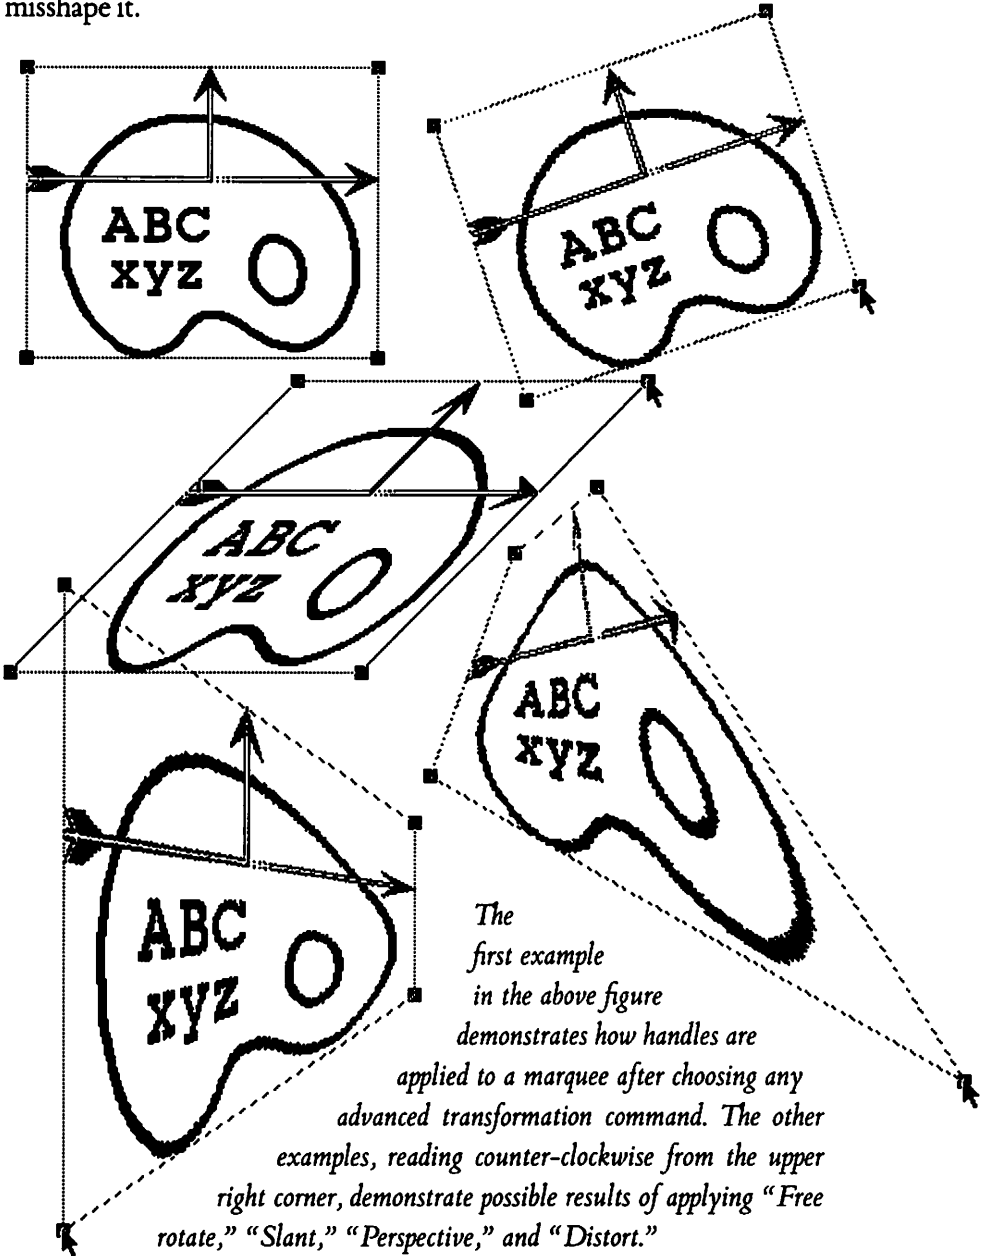 misshape it.
ABC
xyz
ABC
xyz
ABC
xyz
ABC
xyz
ABC
xyz
The
first example
in the above figure
demonstrates how handles are
applied to a marquee after choosing any
advanced transformation command. The other
examples, reading counter-clockwise from the upper
right corner, demonstrate possible results of applying “Free
rotate,” “Slant,” “Perspective,” and “Distort.”